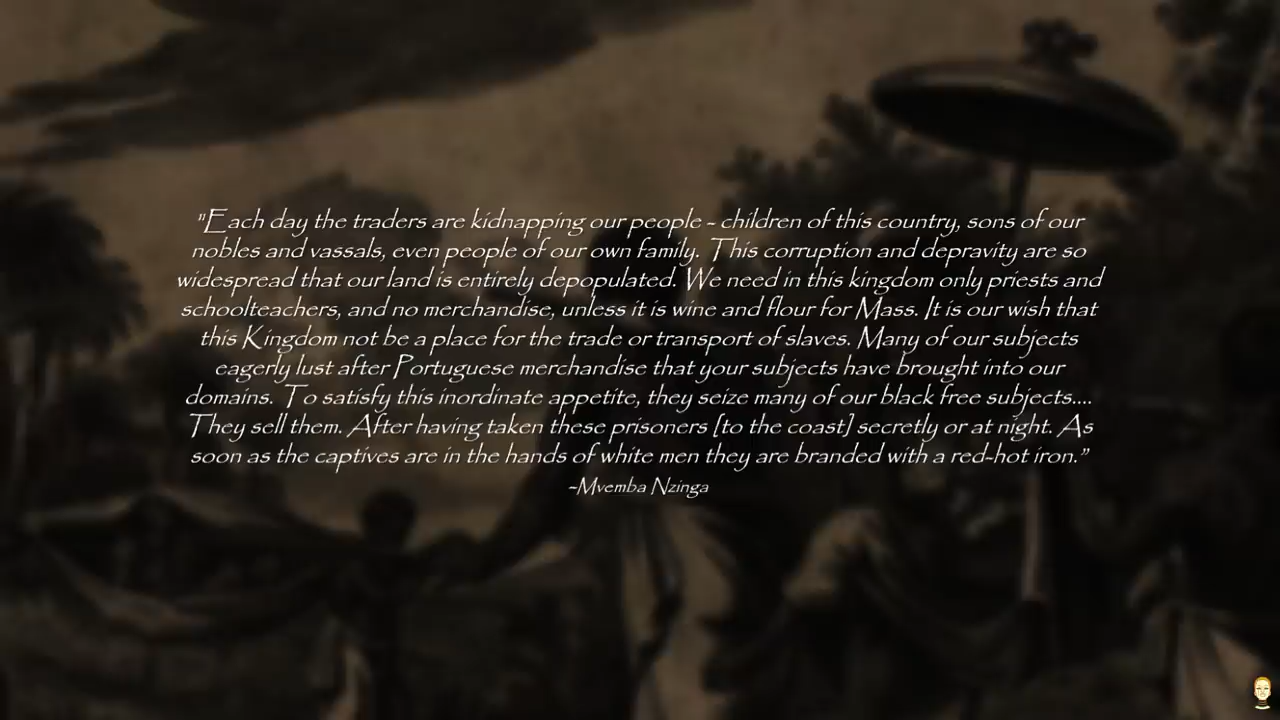 "Each day the traders are kidnapping our people - children of this country, sons of our
nobles and vassals, even people of our own family. This corruption and depravity are so
widespread that our land is entirely depopulated. We need in this kingdom only priests and
schoolteachers, and no merchandise, unless it is wine and flour for Mass. It is our wish that
this Kingdom not be a place for the trade or transport of slaves. Many of our subjects
eagerly lust after Portuguese merchandise that your subjects have brought into our
domains. To satisfy this inordinate appetite, they seize many of our black free subjects....
They sell them. After having taken these prisoners [to the coast] secretly or at night. As
soon as the captives are in the hands of white men they are branded with a red-hot iron.”
~Mvemba Nzinga